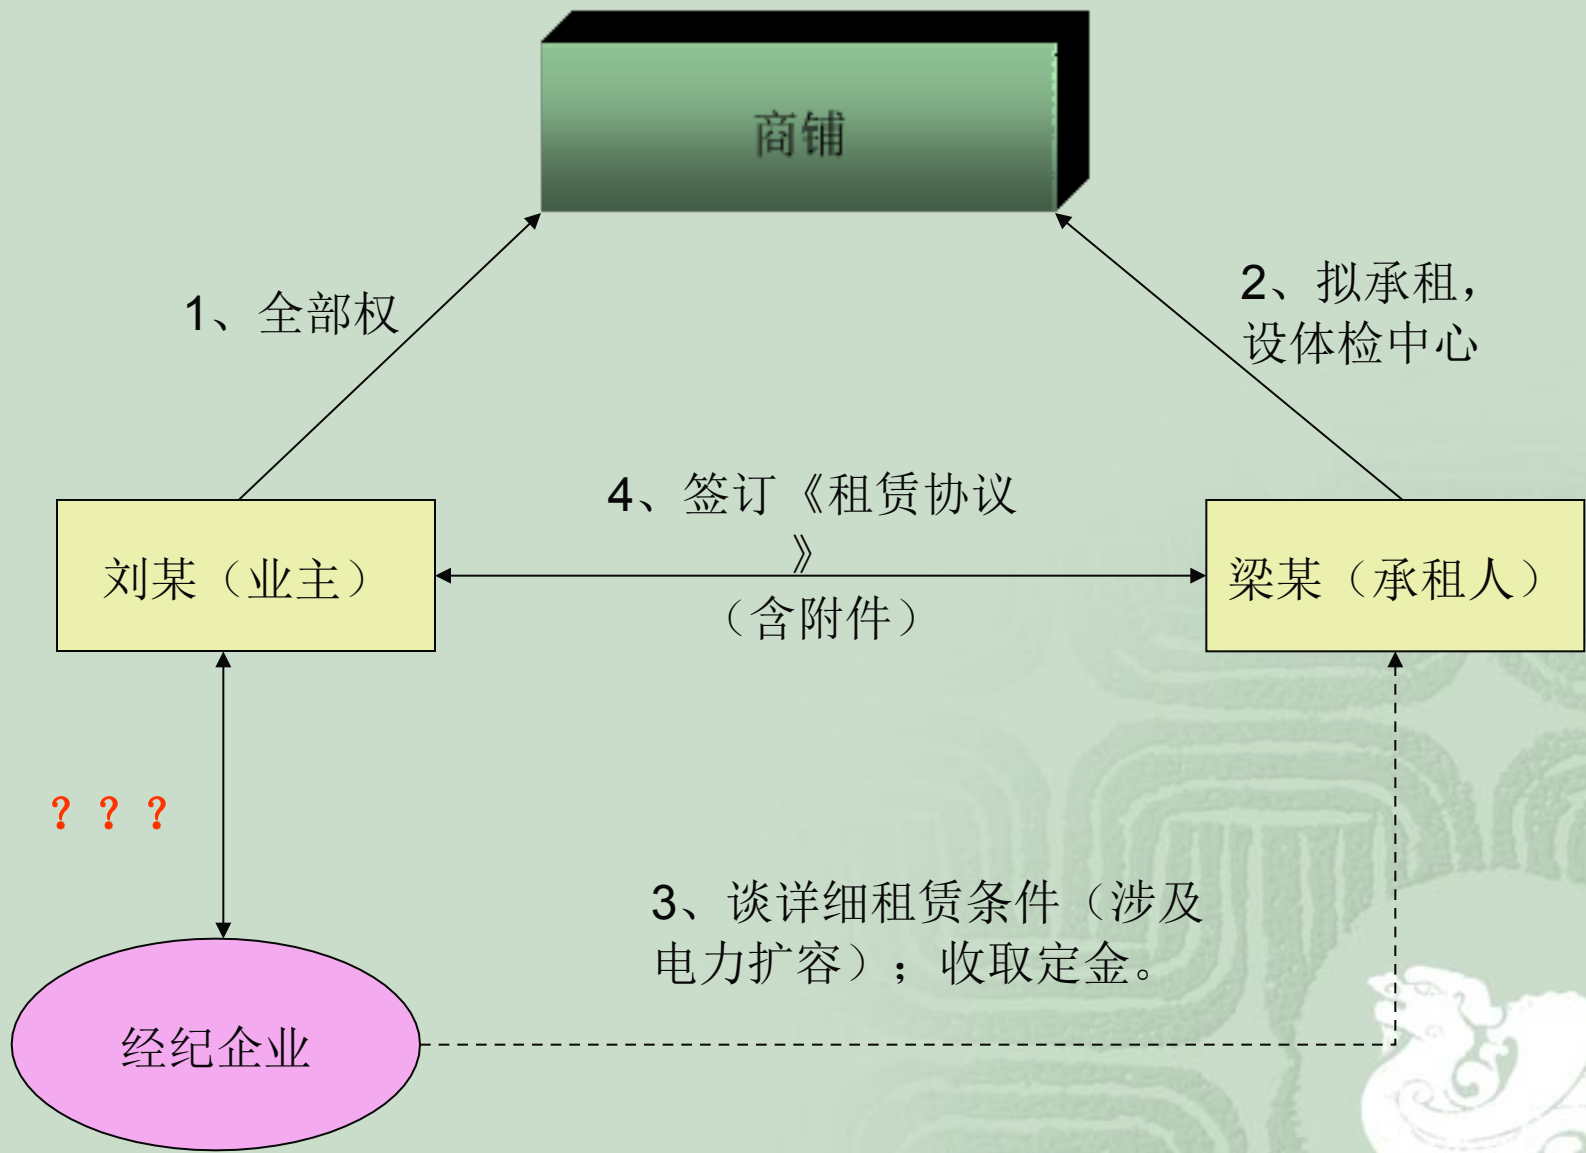 商铺
1、全部权
2、拟承租，
设体检中心
4、签订《租赁协议
》
（含附件）
刘某（业主）
梁某（承租人）
？？？
3、谈详细租赁条件（涉及
电力扩容）；收取定金。
经纪企业